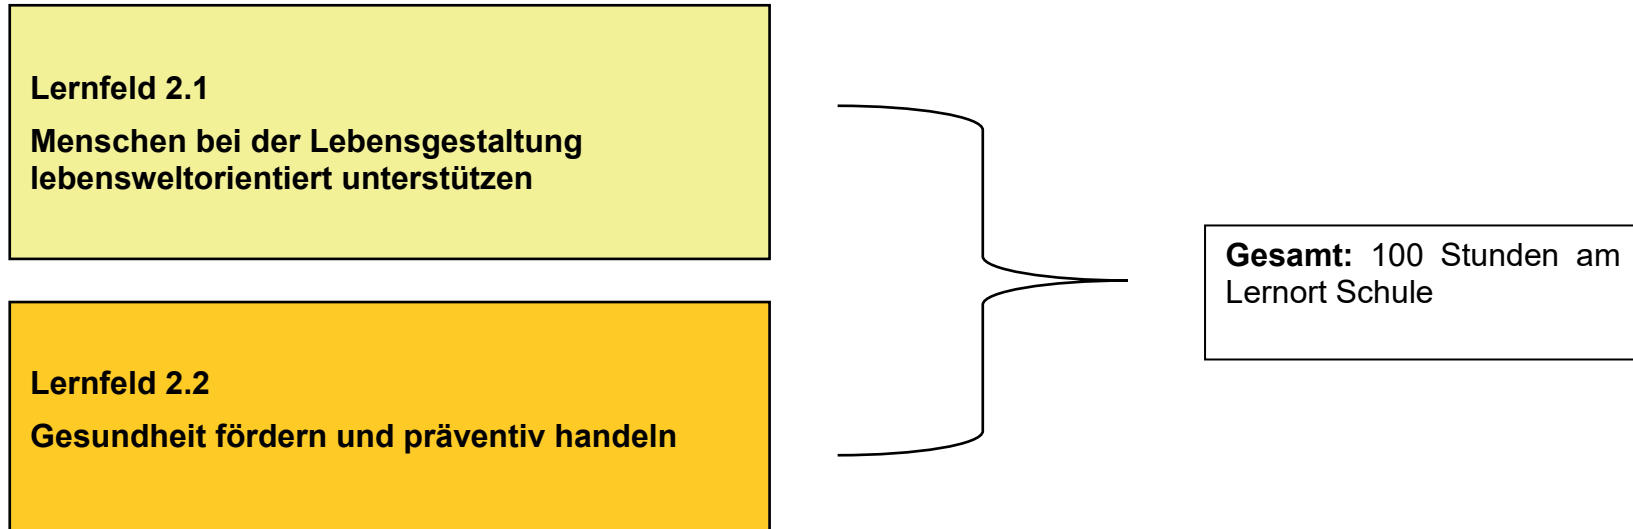 Lernfeld 2.1
Menschen bei der Lebensgestaltung
lebensweltorientiert unterstützen
Gesamt: 100 Stunden am
Lernort Schule
Lernfeld 2.2
Gesundheit fördern und präventiv handeln